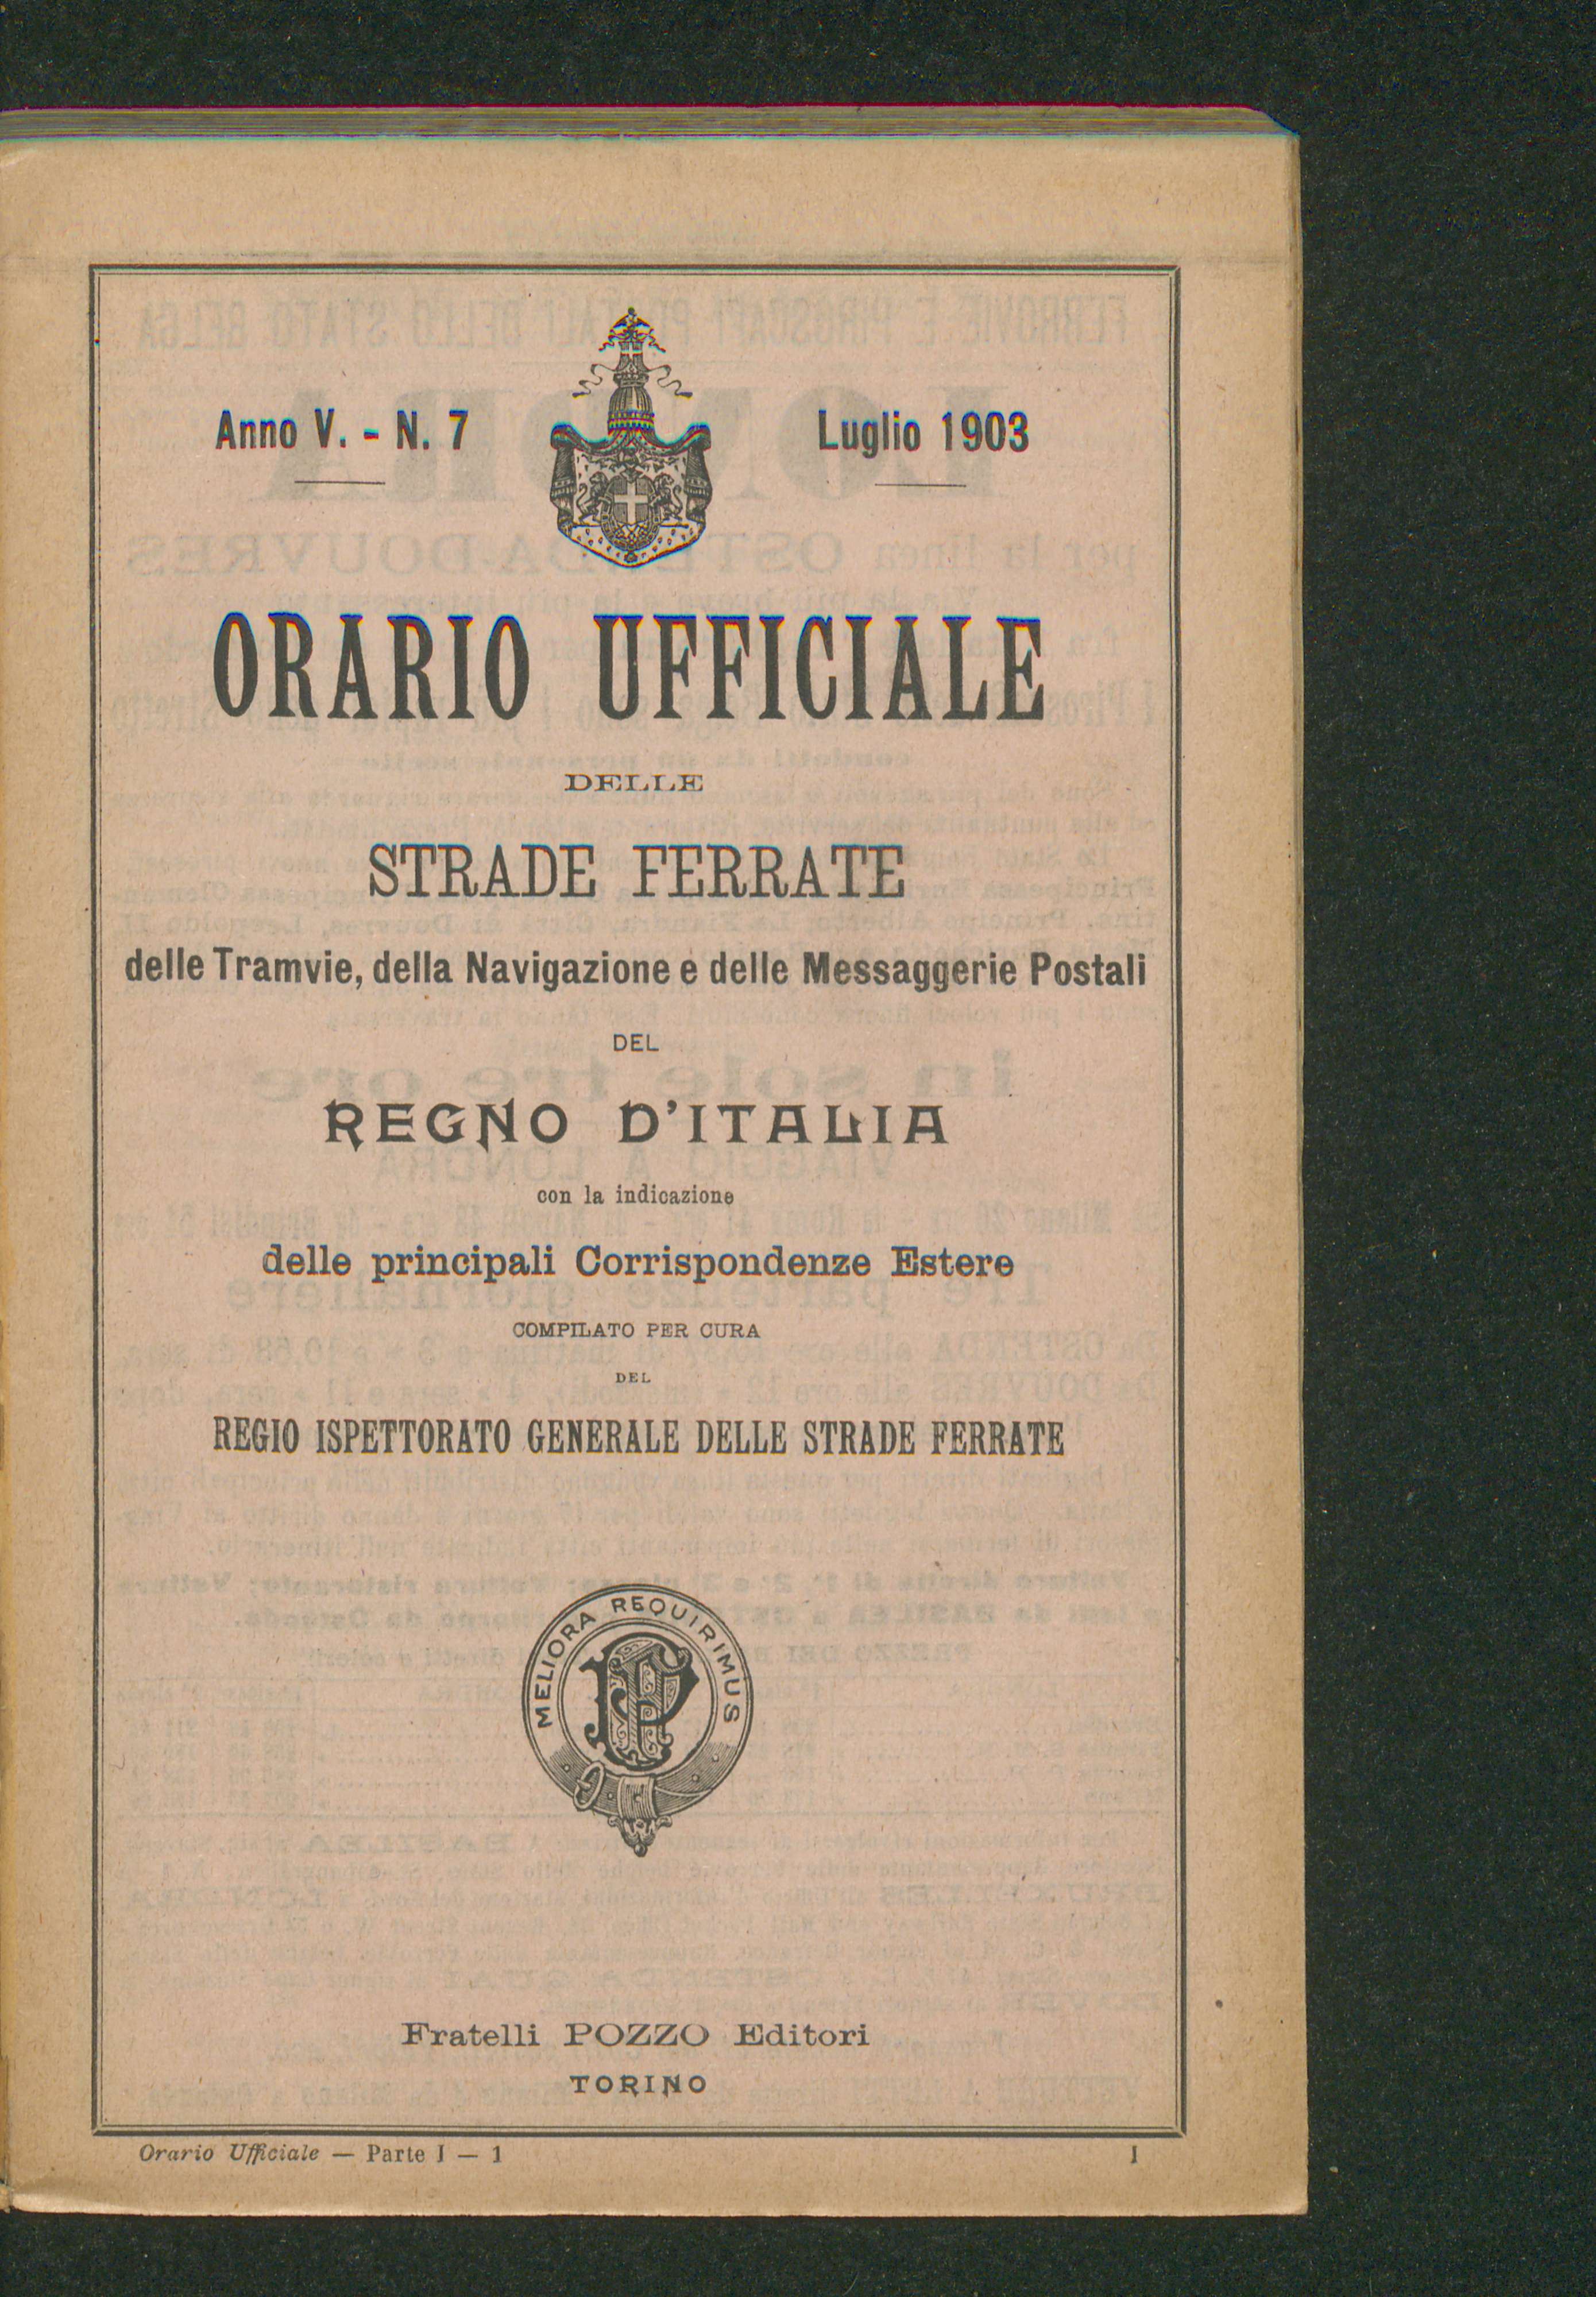 Anno V. - N. 7
Luglio 1903
ORARIO UFFICIALE
DELLE
STRADE FERRATE
delle Tramvie, della Navigazione e delle Messaggerie Postali
DEL
REGNO D'ITALIA
con la indicazione
delle principali Corrispondenze Estere
COMPILATO PER CURA
DEL
REGIO ISPETTORATO GENERALE DELLE STRADE FERRATE
MELIORA REQUIRIMUS
FP
Fratelli POZZO Editori
TORINO
Orario Ufficiale — Parte I — 1
1